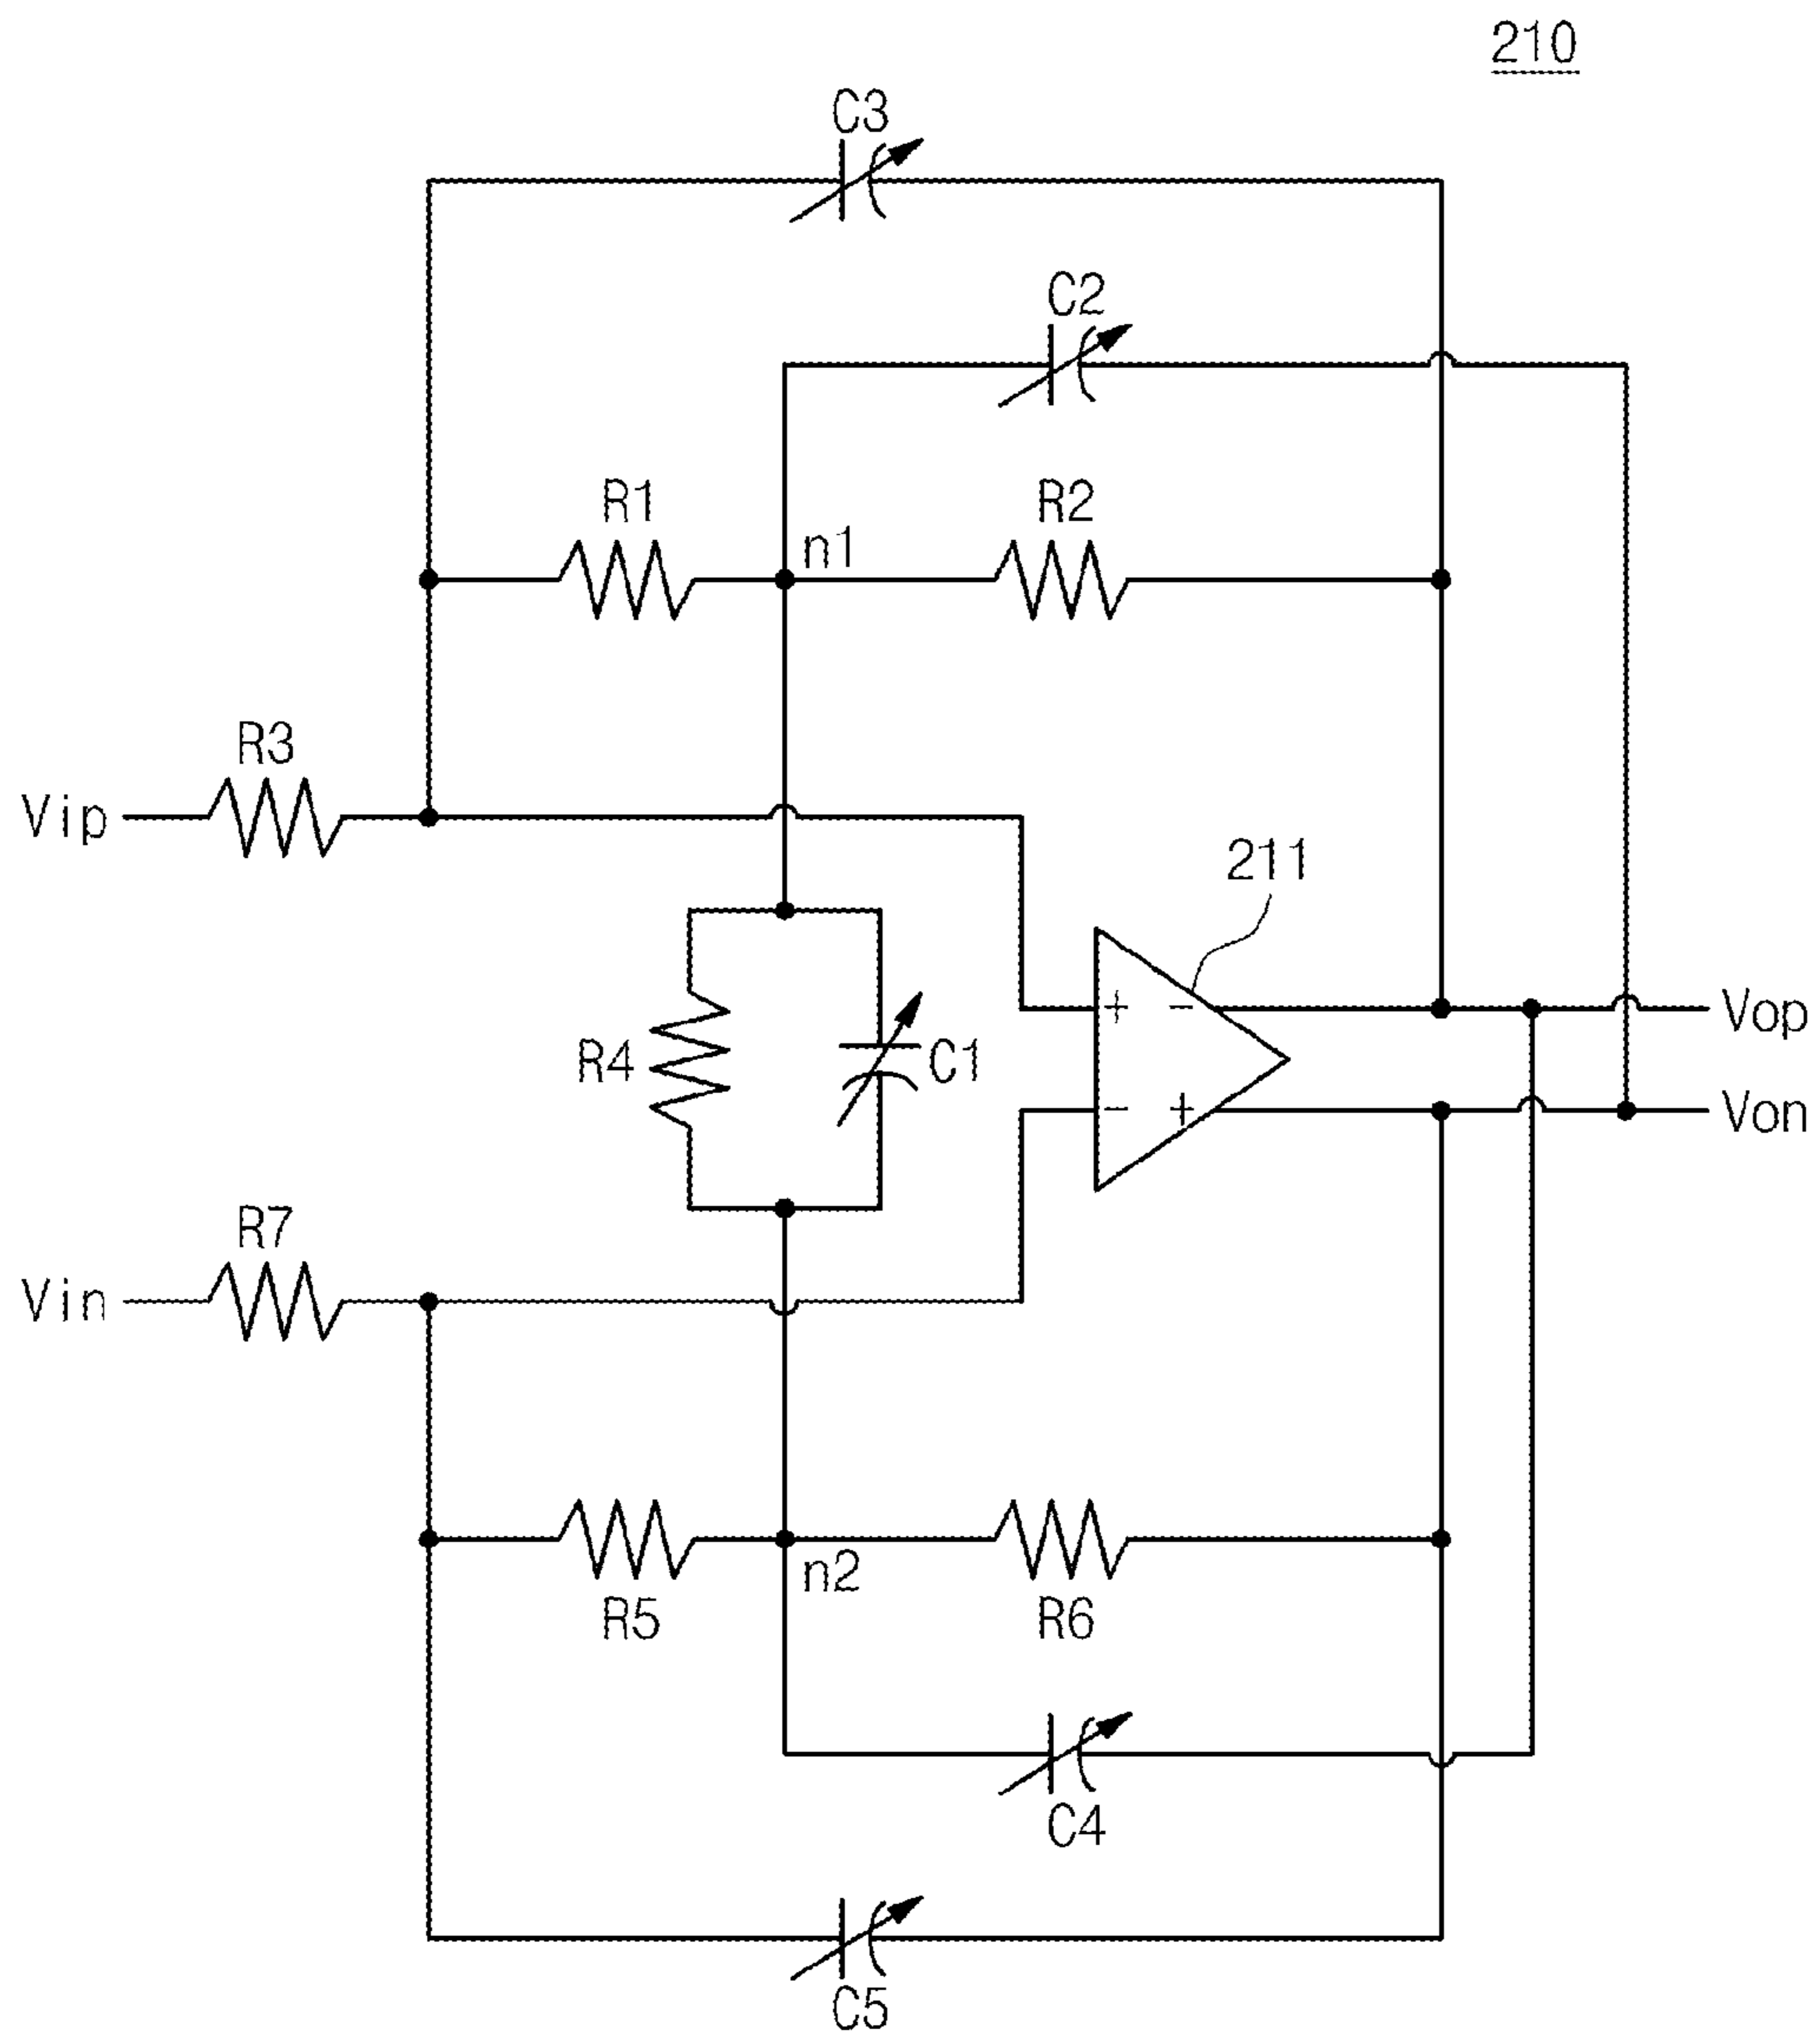 210
C3
C2
R1
n1
R2
R3
Vip
211
+ −
Vop
R4
C1
− +
Von
R7
Vin
n2
R5
R6
C4
C5